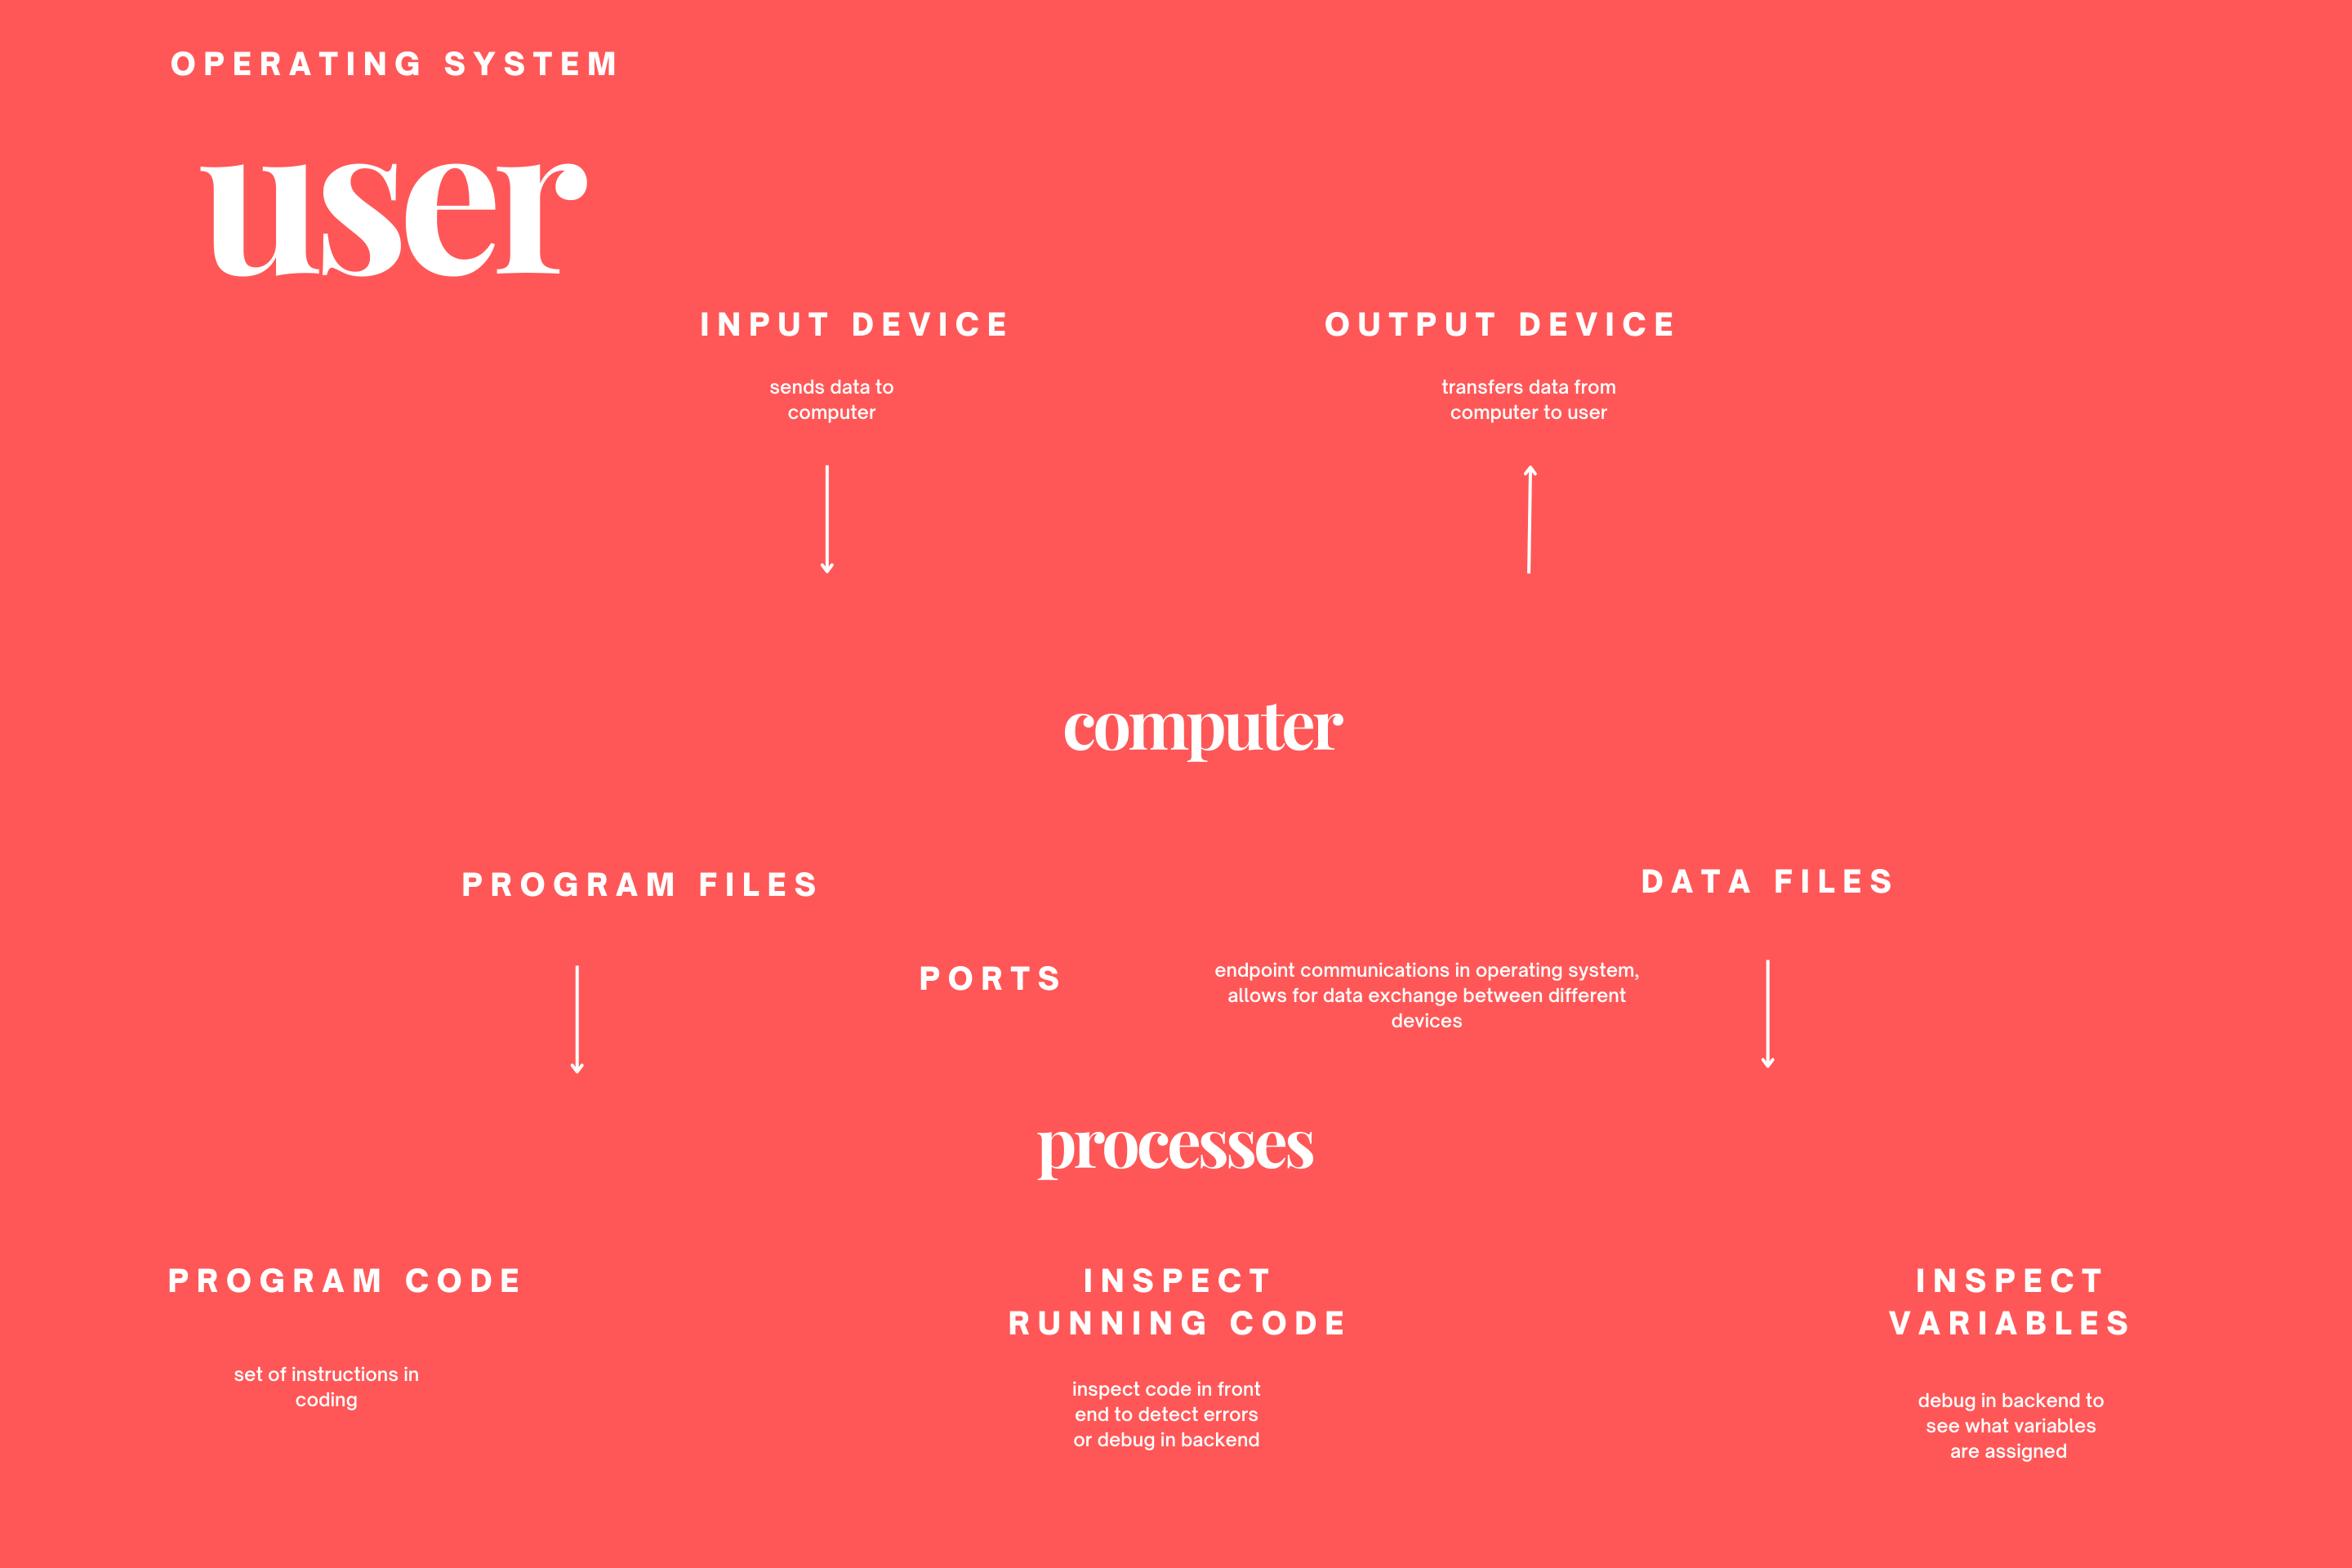 OPERATING SYSTEM
user
INPUT DEVICE
sends data to
computer
OUTPUT DEVICE
transfers data from
computer to user
computer
PROGRAM FILES
DATA FILES
PORTS
endpoint communications in operating system,
allows for data exchange between different
devices
processes
PROGRAM CODE
set of instructions in
coding
INSPECT
RUNNING CODE
inspect code in front
end to detect errors
or debug in backend
INSPECT
VARIABLES
debug in backend to
see what variables
are assigned